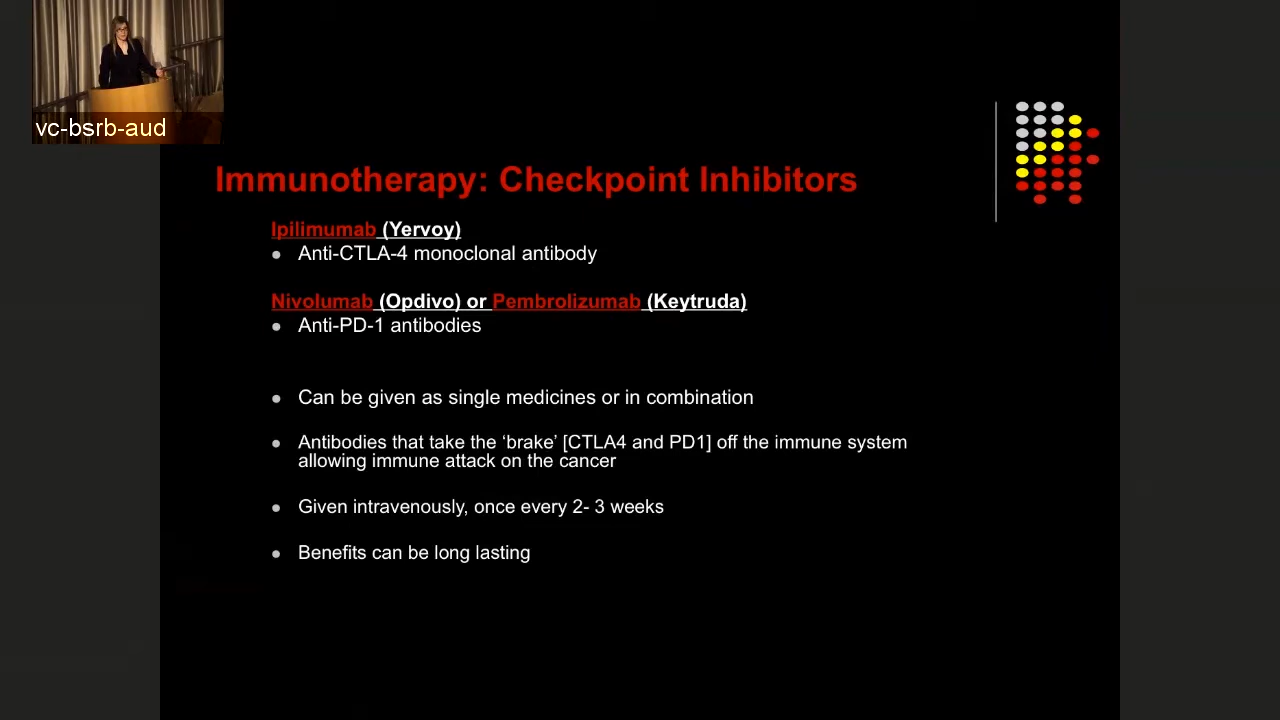 vc-bsrb-aud
Immunotherapy: Checkpoint Inhibitors
Ipilimumab (Yervoy)
Anti-CTLA-4 monoclonal antibody
Nivolumab (Opdivo) or Pembrolizumab (Keytruda)
Anti-PD-1 antibodies
Can be given as single medicines or in combination
Antibodies that take the ‘brake’ [CTLA4 and PD1] off the immune system
allowing immune attack on the cancer
Given intravenously, once every 2- 3 weeks
Benefits can be long lasting